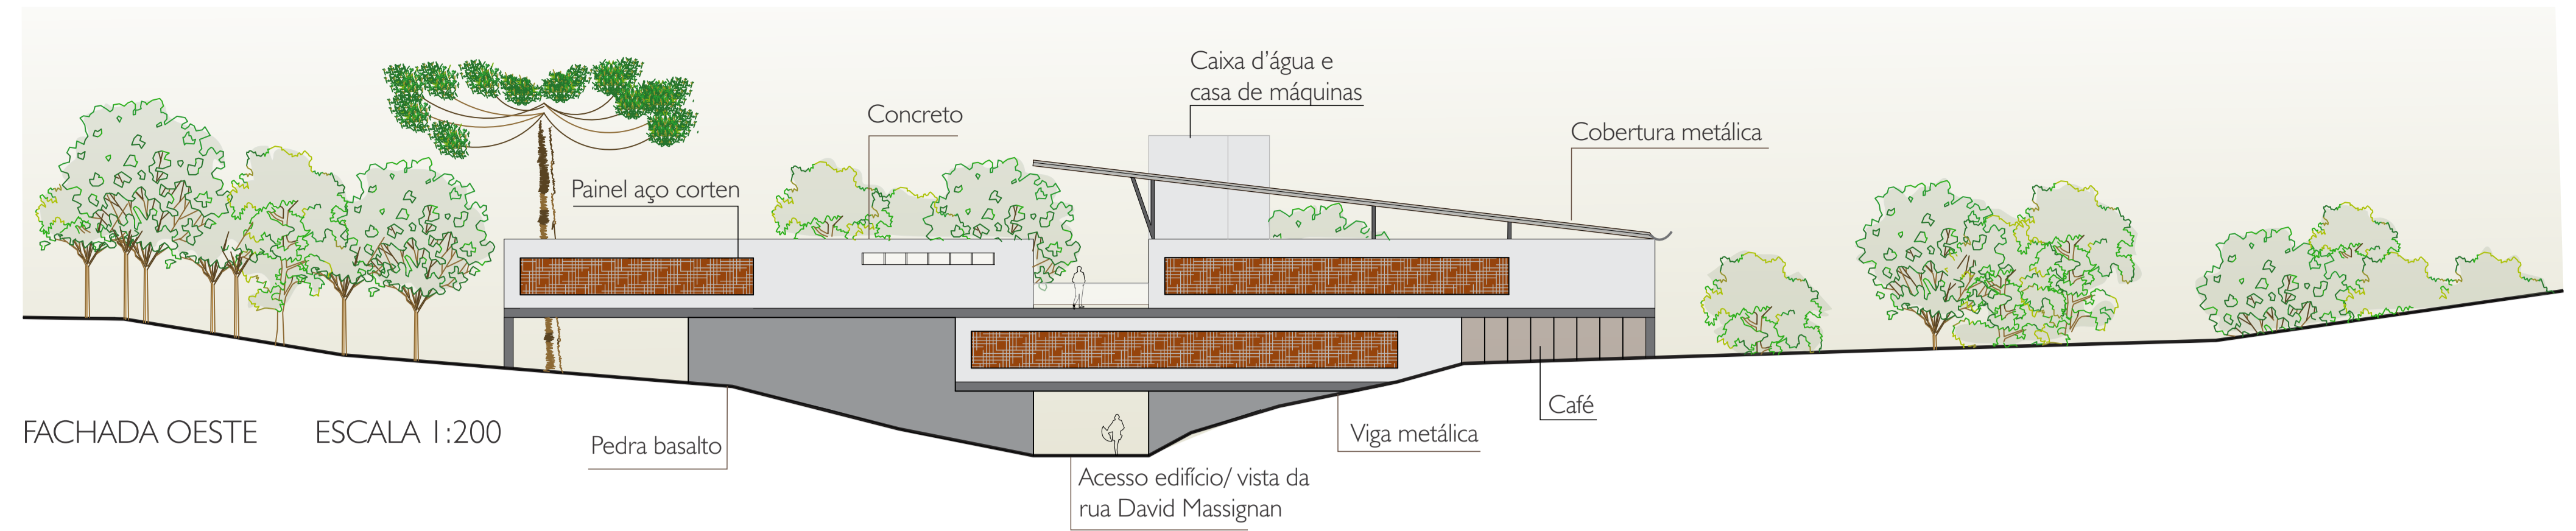 Caixa d'água e
casa de máquinas
Concreto
Cobertura metálica
Painel aço corten
FACHADA OESTE ESCALA 1:200
Pedra basalto
Café
Viga metálica
Acesso edifício/ vista da
rua David Massignan